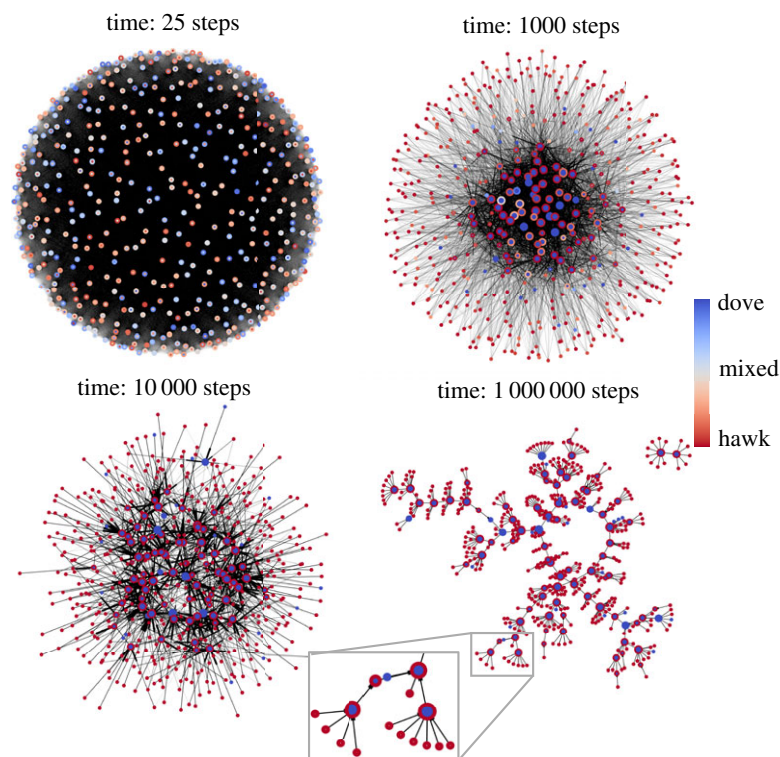 time: 25 steps
time: 1000 steps
dove
mixed
hawk
time: 10 000 steps
time: 1 000 000 steps